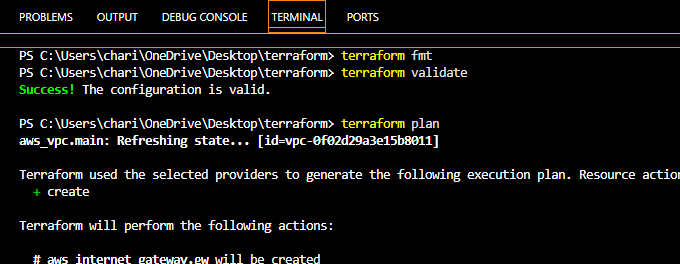 PROBLEMS OUTPUT DEBUG CONSOLE TERMINAL PORTS
PS C:\Users\chari\OneDrive\Desktop\terraform> terraform fmt
PS C:\Users\chari\OneDrive\Desktop\terraform> terraform validate
Success! The configuration is valid.
PS C:\Users\chari\OneDrive\Desktop\terraform> terraform plan
aws_vpc.main: Refreshing state... [id=vpc-0f02d29a3e15b8011]
Terraform used the selected providers to generate the following execution plan. Resource action
+ create
Terraform will perform the following actions:
# aws_internet_gateway.gw will be created